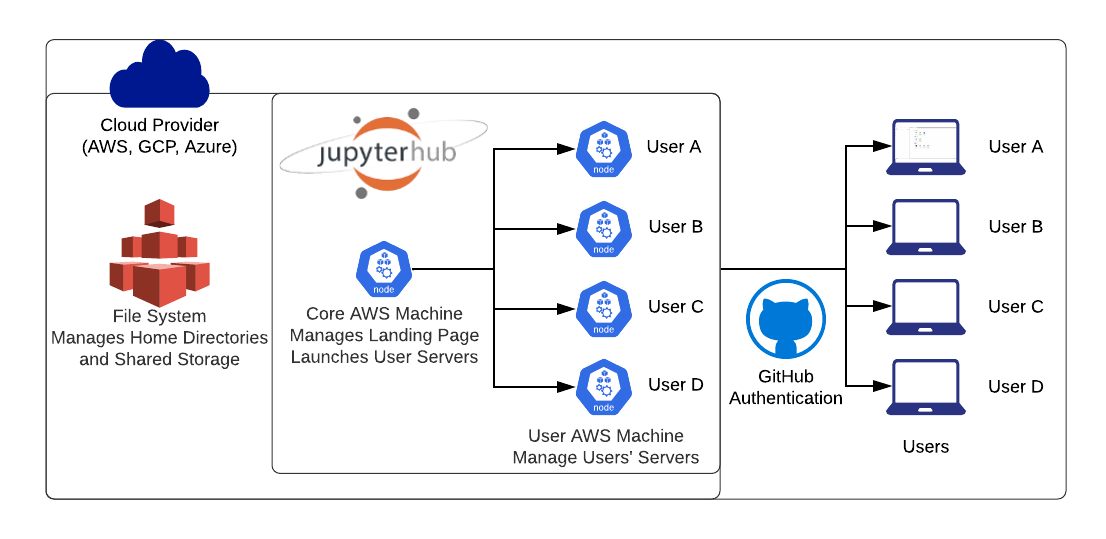 Cloud Provider
(AWS, GCP, Azure)
File System
Manages Home Directories
and Shared Storage
jupyterhub
node
Core AWS Machine
Manages Landing Page
Launches User Servers
node
User A
node
User B
node
User C
node
User D
User AWS Machine
Manage Users' Servers
GitHub
Authentication
User A
User B
User C
User D
Users